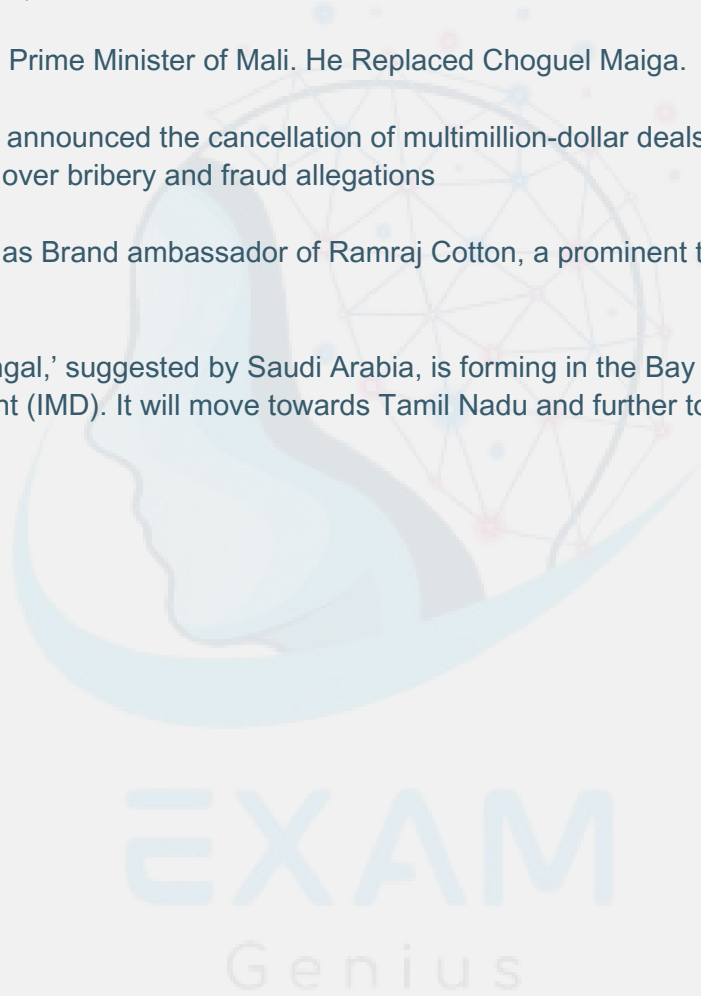 Prime Minister of Mali. He Replaced Choguel Maiga.
announced the cancellation of multimillion-dollar deals
over bribery and fraud allegations
as Brand ambassador of Ramraj Cotton, a prominent t
ngal,’ suggested by Saudi Arabia, is forming in the Bay
nt (IMD). It will move towards Tamil Nadu and further to
EXAM
Genius